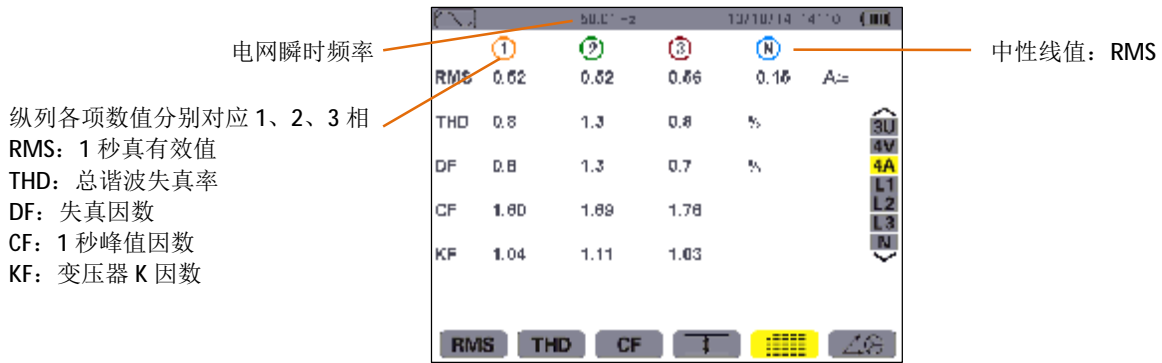 电网瞬时频率
中性线值：RMS
纵列各项数值分别对应 1、2、3 相
RMS：1 秒真有效值
THD：总谐波失真率
DF：失真因数
CF：1 秒峰值因数
KF：变压器 K 因数
1 2 3 N
RMS 0.62 0.16
THD 0.8 1.3 0.8 %
DF 0.8 1.3 0.7 %
CF 1.60 1.69 1.76
KF 1.04 1.11 1.03
3U
4V
4A
L1
L2
L3
N
RMS THD CF